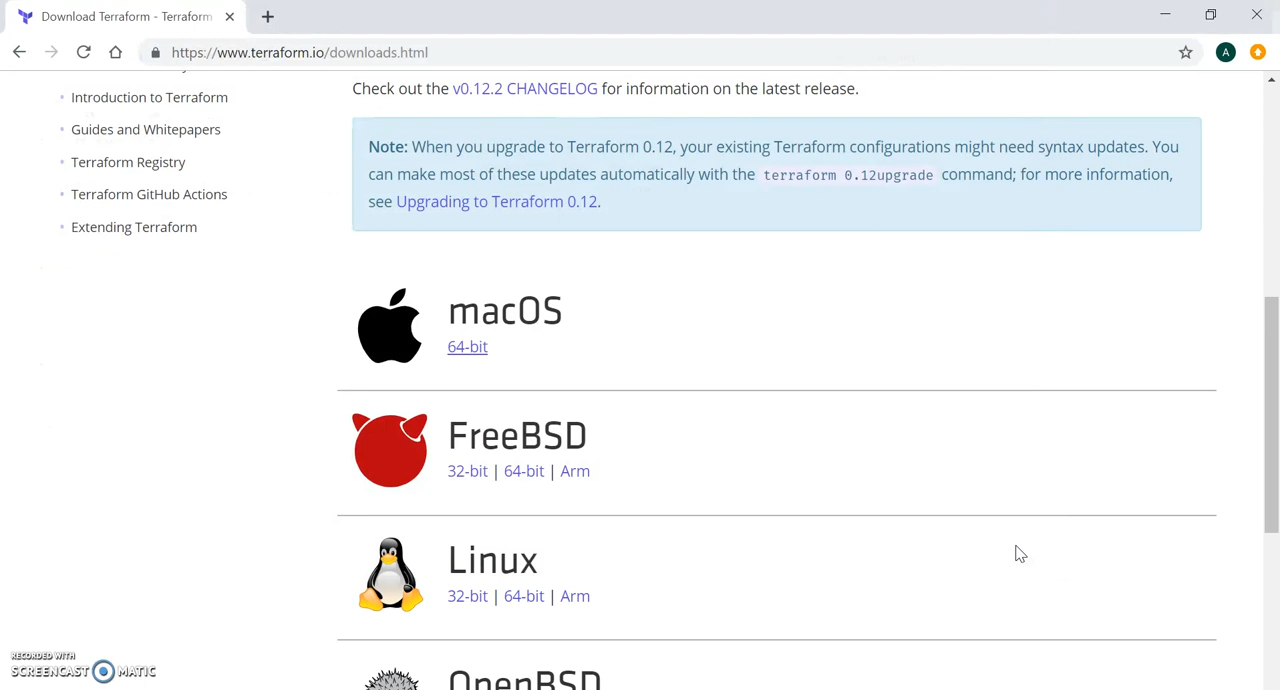 Download Terraform - Terraform
https://www.terraform.io/downloads.html
Introduction to Terraform
Guides and Whitepapers
Terraform Registry
Terraform GitHub Actions
Extending Terraform
Check out the v0.12.2 CHANGELOG for information on the latest release.
Note: When you upgrade to Terraform 0.12, your existing Terraform configurations might need syntax updates. You
can make most of these updates automatically with the terraform 0.12upgrade command; for more information,
see Upgrading to Terraform 0.12.
macOS
64-bit
FreeBSD
32-bit | 64-bit | Arm
Linux
32-bit | 64-bit | Arm
OpenBSD
A
RECORDED WITH
SCREENCAST MATIC